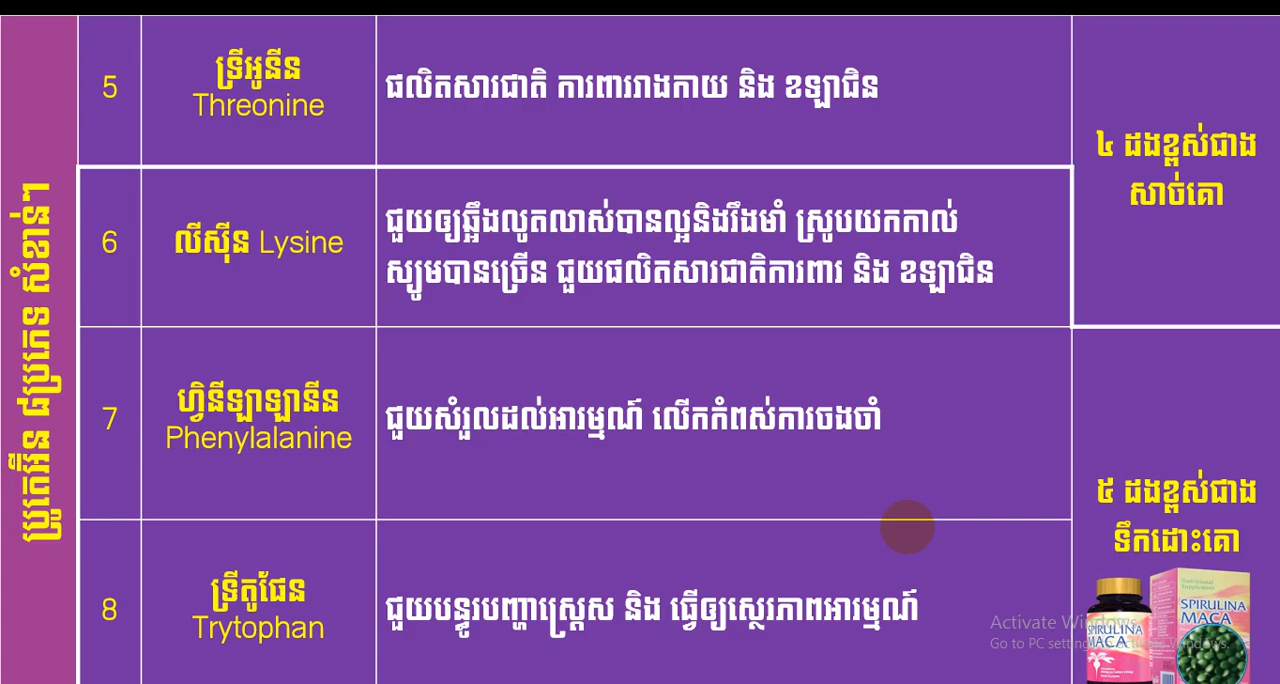 ប្រូតេអ៊ីន ៨ប្រភេទ សំខាន់ៗ
5
ទ្រីអូនីន
Threonine
ផលិតសារជាតិ ការពាររាងកាយ និង ខឡាជិន
៤ ដងខ្ពស់ជាង
សាច់គោ
6
លីស៊ីន Lysine
ជួយឲ្យឆ្អឹងលូតលាស់បានល្អនិងរឹងមាំ ស្រូបយកកាល់
ស្យូមបានច្រើន ជួយផលិតសារជាតិការពារ និង ខឡាជិន
7
ហ្វិនីឡាឡានីន
Phenylalanine
ជួយសំរួលដល់អារម្មណ៍ លើកកំពស់ការចងចាំ
៥ ដងខ្ពស់ជាង
ទឹកដោះគោ
8
ទ្រីតូផែន
Trytophan
ជួយបន្ធូរបញ្ហាស្ត្រេស និង ធ្វើឲ្យស្ថេរភាពអារម្មណ៍
Nutritional
Supplement
SPIRULINA
MACA
SPIRULINA
MACA
Activate Windows
Go to PC settings to activate Windows.